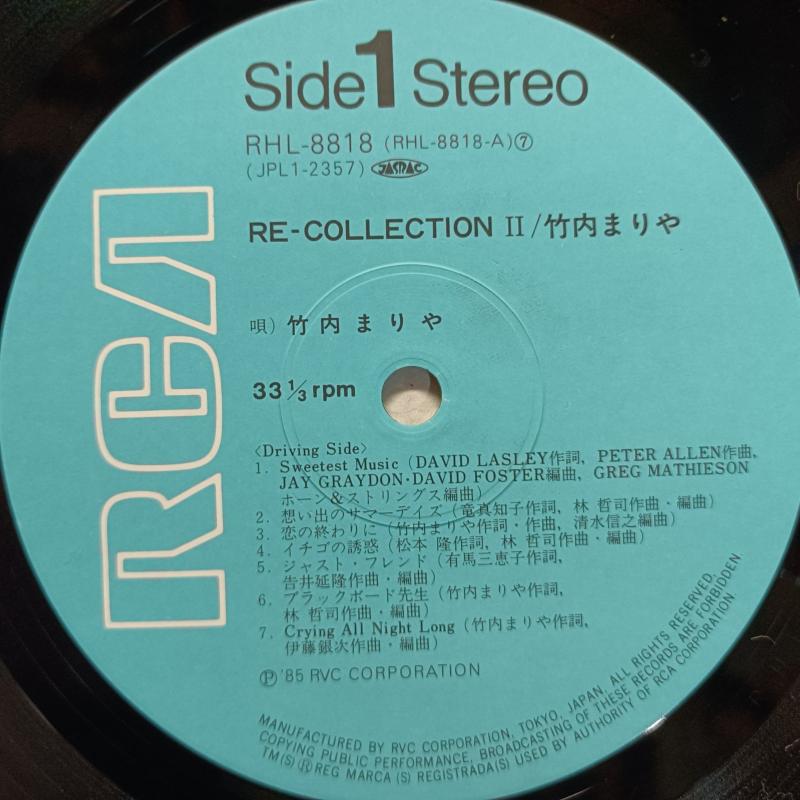 Side 1 Stereo
RHL-8818 (RHL-8818-A)⑦
(JPL1-2357) JASRAC
RE-COLLECTION II/竹内まりや
RCA
唄) 竹内まりや
33 1/3 rpm
〈Driving Side〉
1. Sweetest Music (DAVID LASLEY作詞、PETER ALLEN作曲、
JAY GRAYDON·DAVID FOSTER編曲、GREG MATHIESON
ホーン&ストリングス編曲)
2. 想い出のサマーデイズ (竜真知子作詞、林 哲司作曲・編曲)
3. 恋の終わりに (竹内まりや作詞・作曲、清水信之編曲)
4. イチゴの誘惑 (松本 隆作詞、林 哲司作曲・編曲)
5. ジャスト・フレンド (有馬三恵子作詞、
告井延隆作曲・編曲)
6. ブラックボード先生 (竹内まりや作詞、
林 哲司作曲・編曲)
7. Crying All Night Long (竹内まりや作詞、
伊藤銀次作曲・編曲)
Ⓟ '85 RVC CORPORATION
MANUFACTURED BY RVC CORPORATION, TOKYO, JAPAN, ALL RIGHTS RESERVED,
COPYING PUBLIC PERFORMANCE, BROADCASTING OF THESE RECORDS ARE FORBIDDEN
TM(S) ® REG MARCA (S) REGISTRADA(S) USED BY AUTHORITY OF RCA CORPORATION